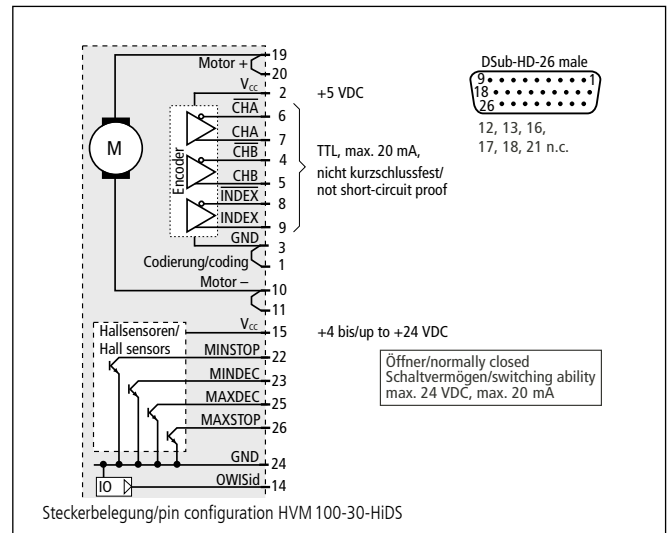 Motor +
19
20
V_cc 2 +5 VDC
C̅H̅A̅ 6
CHA 7
C̅H̅B̅ 4
CHB 5
I̅N̅D̅E̅X̅ 8
INDEX 9
GND 3
Codierung/coding 1
Motor – 10
11
M
Encoder
TTL, max. 20 mA,
nicht kurzschlussfest/
not short-circuit proof
DSub-HD-26 male
9 1
18
26
12, 13, 16,
17, 18, 21 n.c.
Hallsensoren/
Hall sensors
V_cc 15 +4 bis/up to +24 VDC
MINSTOP 22
MINDEC 23
MAXDEC 25
MAXSTOP 26
GND 24
OWISid 14
IO
Öffner/normally closed
Schaltvermögen/switching ability
max. 24 VDC, max. 20 mA
Steckerbelegung/pin configuration HVM 100-30-HiDS